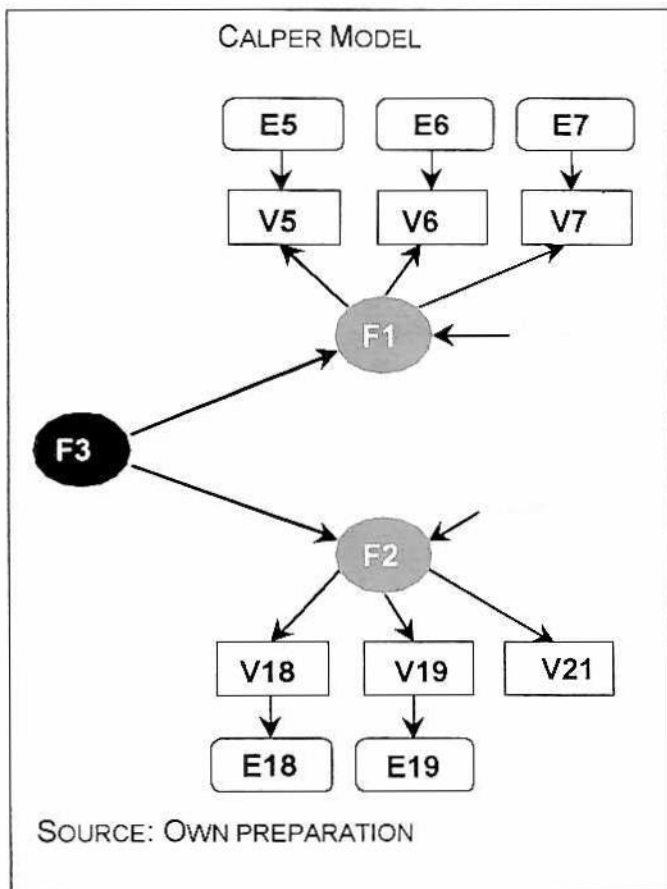 CALPER MODEL
E5 E6 E7
V5 V6 V7
F1
F3
F2
V18 V19 V21
E18 E19
SOURCE: OWN PREPARATION